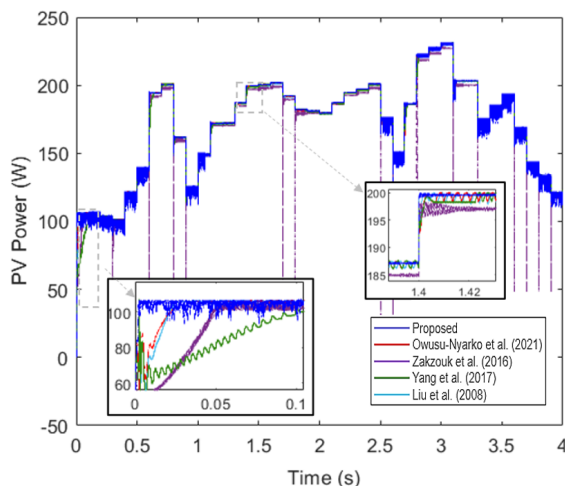 250
200
150
100
50
0
-50
PV Power (W)
0 0.5 1 1.5 2 2.5 3 3.5 4
Time (s)
100
80
60
0 0.05 0.1
200
195
190
185
1.4 1.42
Proposed
Owusu-Nyarko et al. (2021)
Zakzouk et al. (2016)
Yang et al. (2017)
Liu et al. (2008)